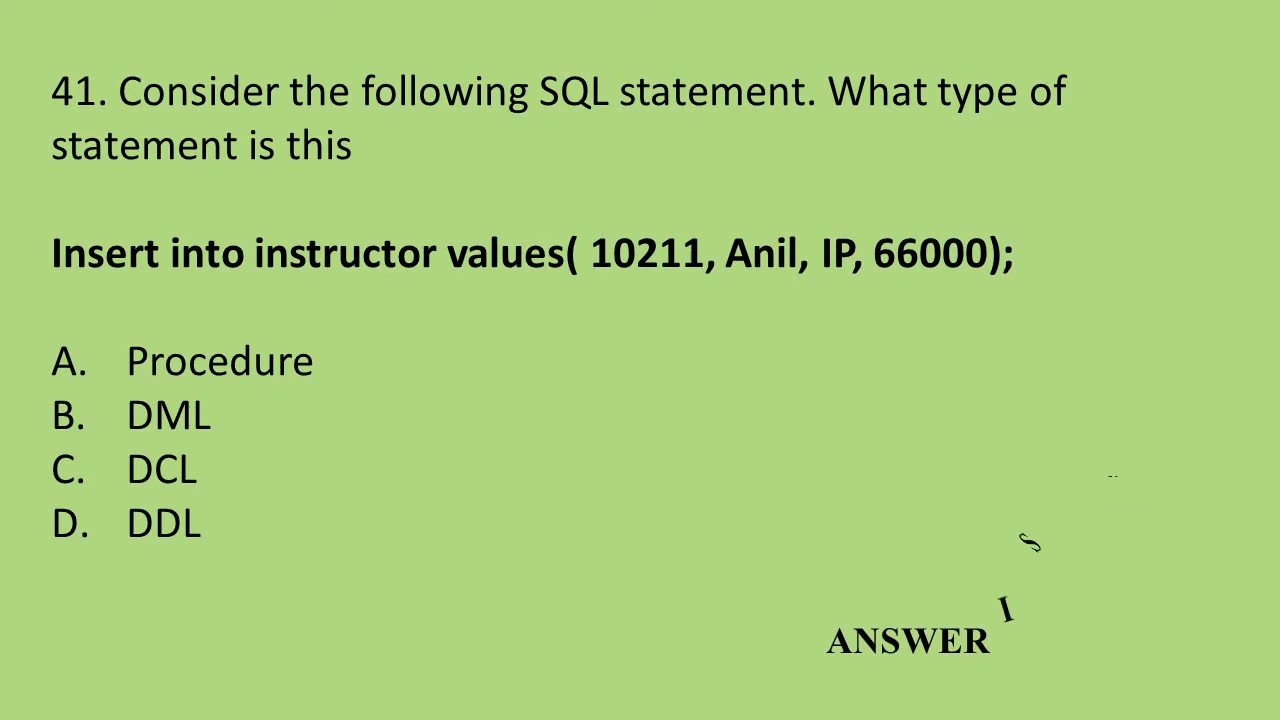 41. Consider the following SQL statement. What type of
statement is this
Insert into instructor values( 10211, Anil, IP, 66000);
A. Procedure
B. DML
C. DCL
D. DDL
ANSWER IS